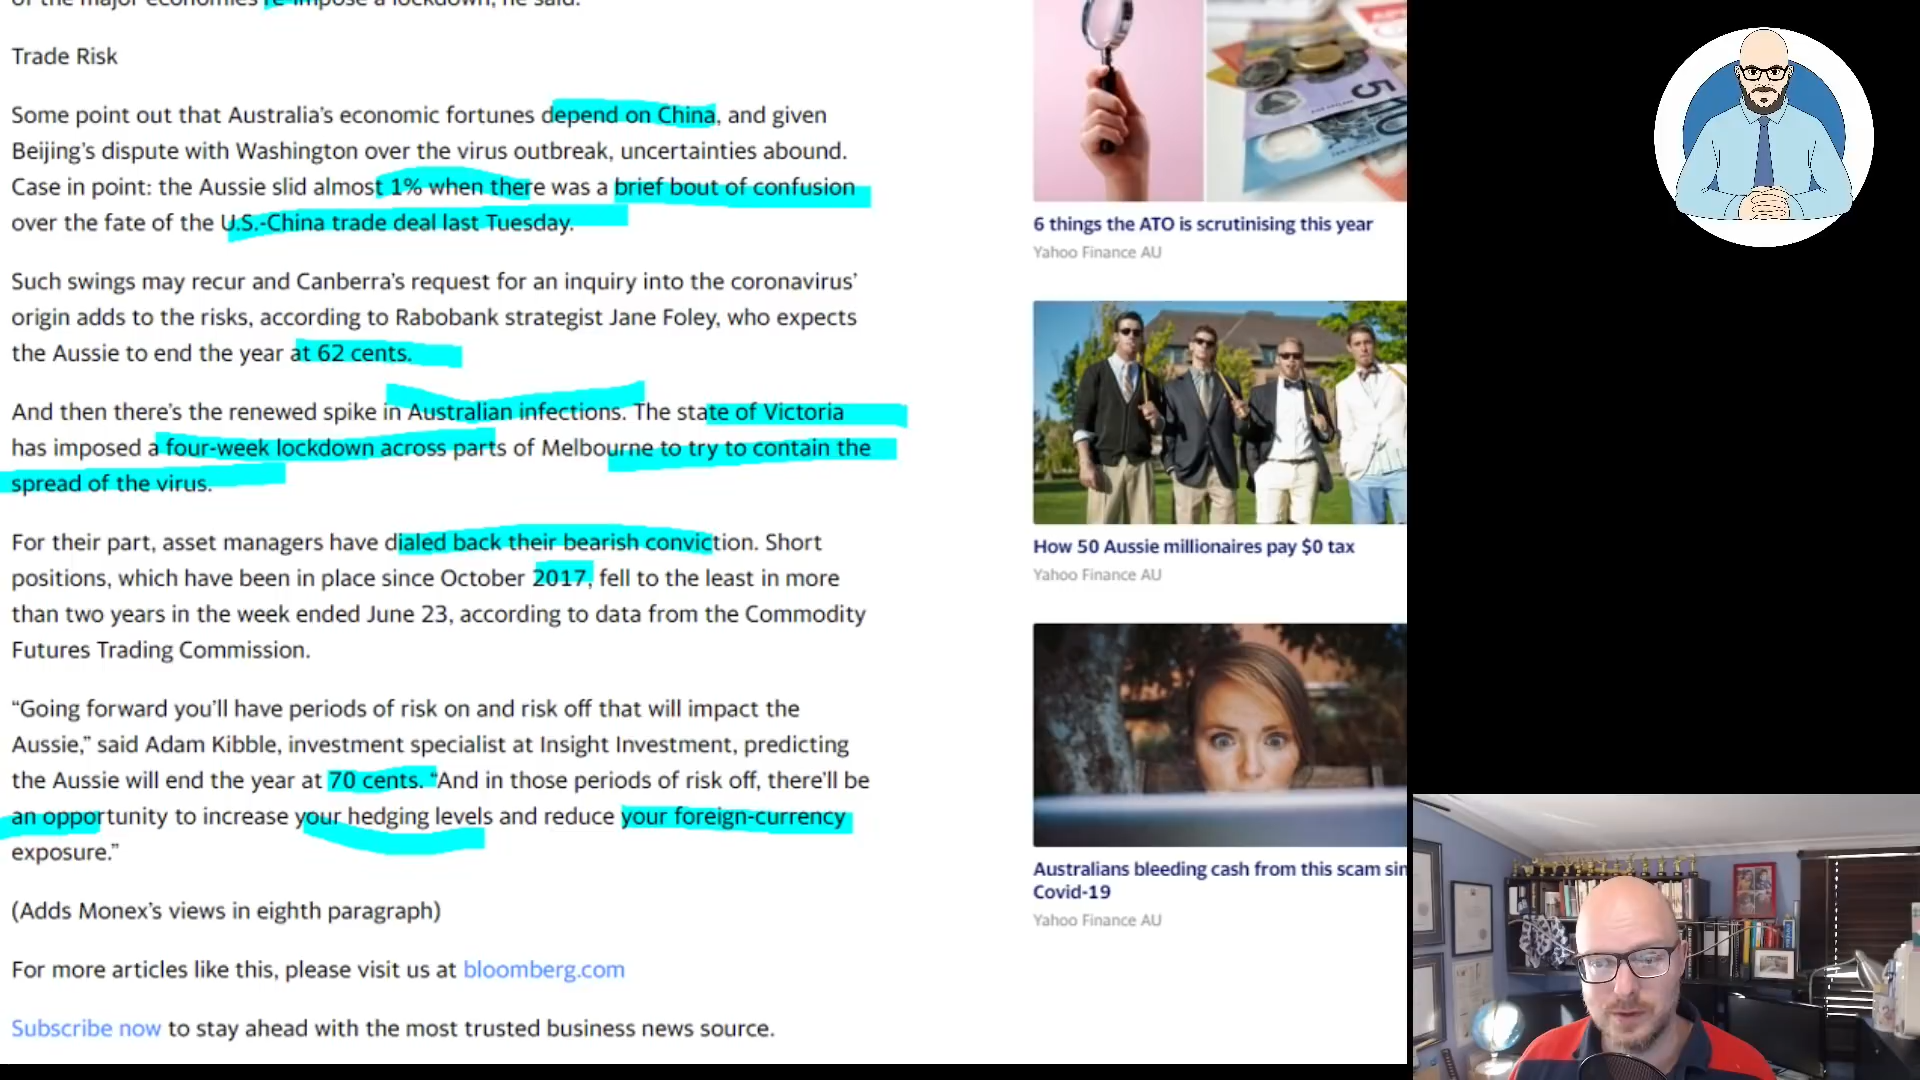 of the major economies re-impose a lockdown, he said.
Trade Risk
Some point out that Australia’s economic fortunes depend on China, and given
Beijing’s dispute with Washington over the virus outbreak, uncertainties abound.
Case in point: the Aussie slid almost 1% when there was a brief bout of confusion
over the fate of the U.S.-China trade deal last Tuesday.
Such swings may recur and Canberra’s request for an inquiry into the coronavirus’
origin adds to the risks, according to Rabobank strategist Jane Foley, who expects
the Aussie to end the year at 62 cents.
And then there’s the renewed spike in Australian infections. The state of Victoria
has imposed a four-week lockdown across parts of Melbourne to try to contain the
spread of the virus.
For their part, asset managers have dialed back their bearish conviction. Short
positions, which have been in place since October 2017, fell to the least in more
than two years in the week ended June 23, according to data from the Commodity
Futures Trading Commission.
“Going forward you’ll have periods of risk on and risk off that will impact the
Aussie,” said Adam Kibble, investment specialist at Insight Investment, predicting
the Aussie will end the year at 70 cents. “And in those periods of risk off, there’ll be
an opportunity to increase your hedging levels and reduce your foreign-currency
exposure.”
(Adds Monex’s views in eighth paragraph)
For more articles like this, please visit us at bloomberg.com
Subscribe now to stay ahead with the most trusted business news source.
6 things the ATO is scrutinising this year
Yahoo Finance AU
How 50 Aussie millionaires pay $0 tax
Yahoo Finance AU
Australians bleeding cash from this scam sin
Covid-19
Yahoo Finance AU